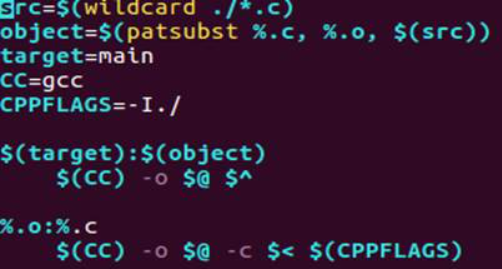 src=$(wildcard ./*.c)
object=$(patsubst %.c, %.o, $(src))
target=main
CC=gcc
CPPFLAGS=-I./
$(target):$(object)
    $(CC) -o $@ $^
%.o:%.c
    $(CC) -o $@ -c $< $(CPPFLAGS)